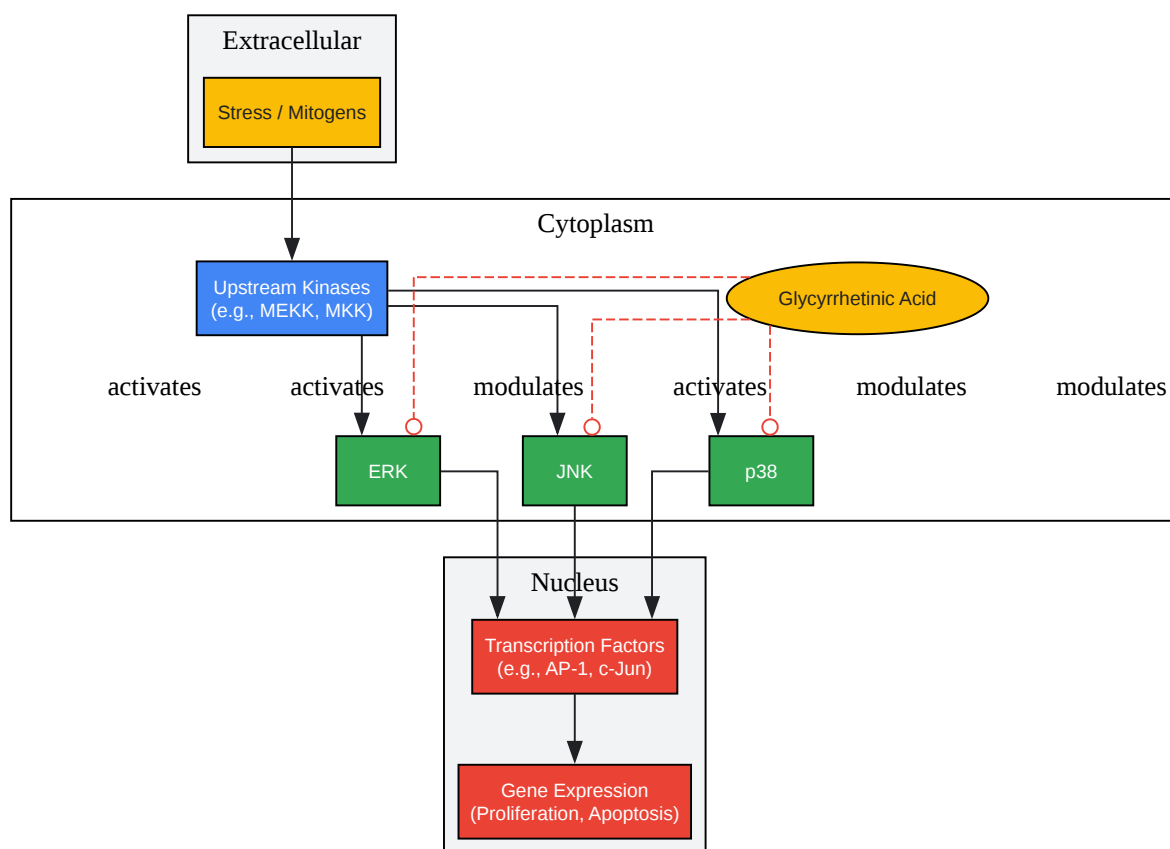 Extracellular
Stress / Mitogens
Cytoplasm
Upstream Kinases
(e.g., MEKK, MKK)
Glycyrrhetinic Acid
activates
activates
modulates
activates
modulates
modulates
ERK
JNK
p38
Nucleus
Transcription Factors
(e.g., AP-1, c-Jun)
Gene Expression
(Proliferation, Apoptosis)